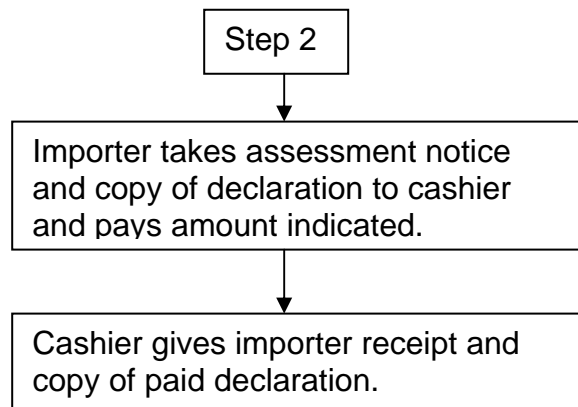 Step 2
Importer takes assessment notice
and copy of declaration to cashier
and pays amount indicated.
Cashier gives importer receipt and
copy of paid declaration.